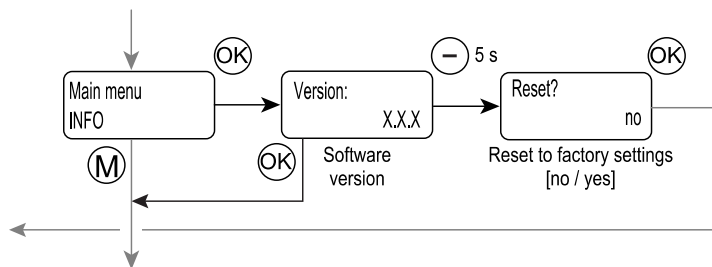 OK
− 5 s
OK
Main menu
INFO
Version:
X.X.X
Reset?
no
M
OK
Software
version
Reset to factory settings
[no / yes]